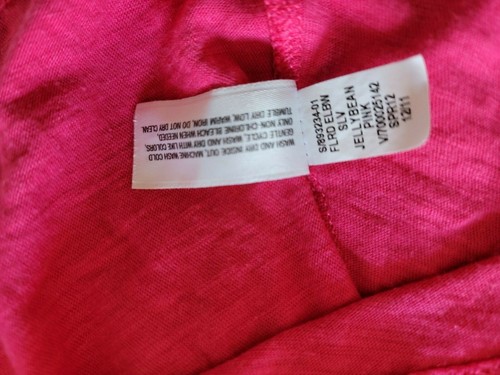 WASH AND DRY INSIDE OUT, MACHINE WASH COLD
GENTLE CYCLE, WASH AND DRY WITH LIKE COLORS.
ONLY NON-CHLORINE BLEACH WHEN NEEDED.
TUMBLE DRY LOW, WARM IRON, DO NOT DRY CLEAN.
S/893234-01
FLRD ELBW
SLV
JELLYBEAN
PINK
V/700025142
SPR12
12/11